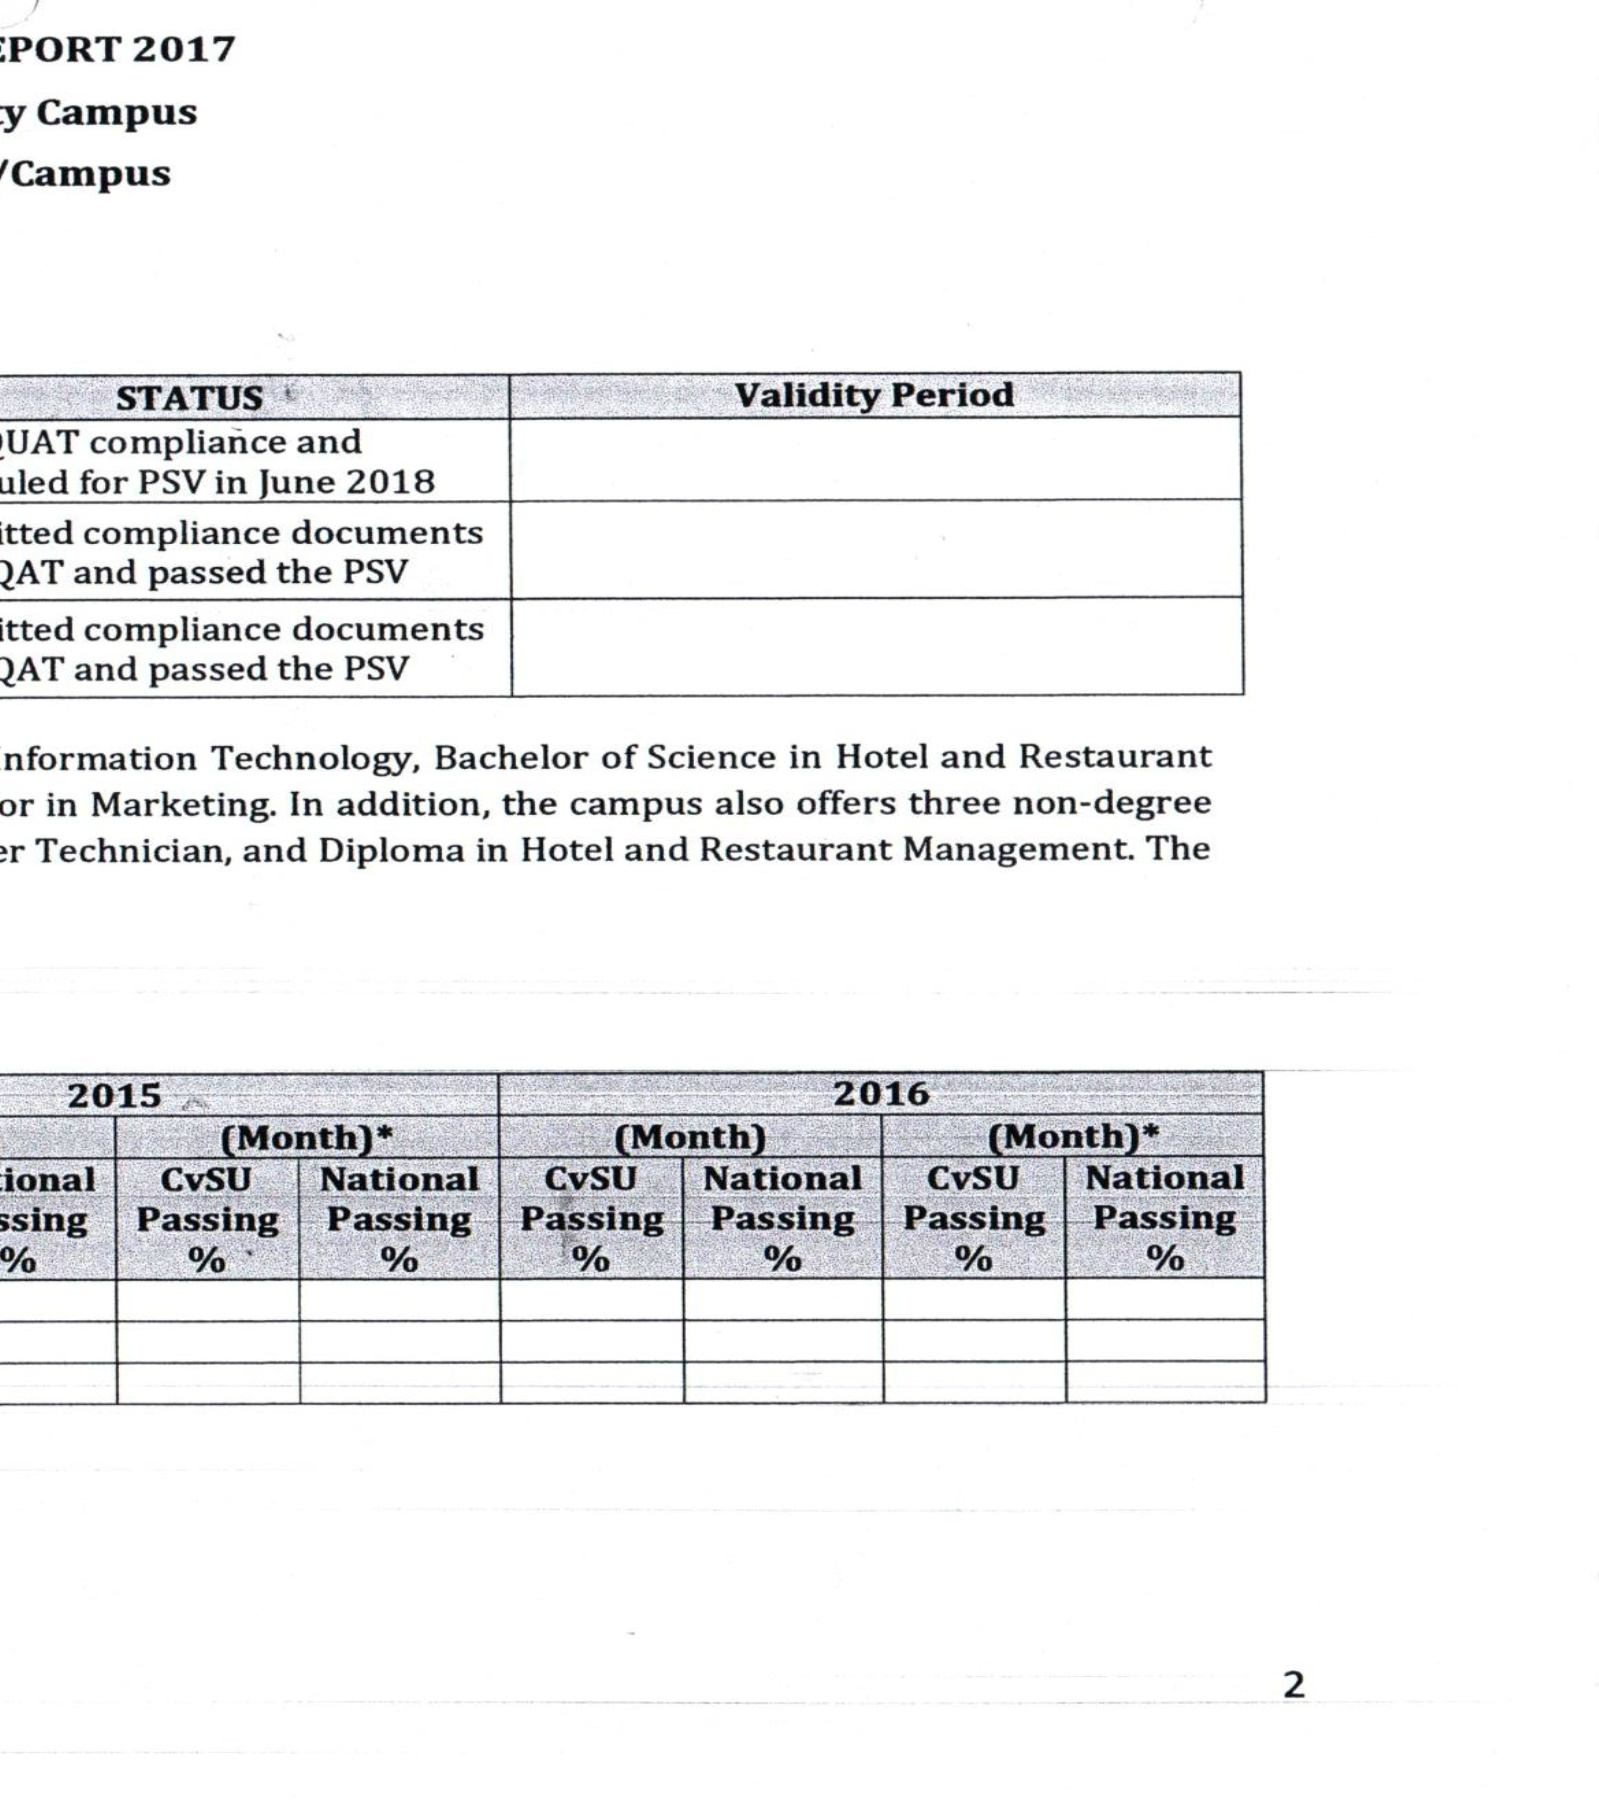 EPORT 2017
ty Campus
/Campus
STATUS Validity Period
QUAT compliance and
uled for PSV in June 2018
itted compliance documents
QAT and passed the PSV
itted compliance documents
QAT and passed the PSV
nformation Technology, Bachelor of Science in Hotel and Restaurant
or in Marketing. In addition, the campus also offers three non-degree
er Technician, and Diploma in Hotel and Restaurant Management. The
2015 2016
(Month)* (Month) (Month)*
ional CvSU National CvSU National CvSU National
ssing Passing Passing Passing Passing Passing Passing
% % % % % % %
2